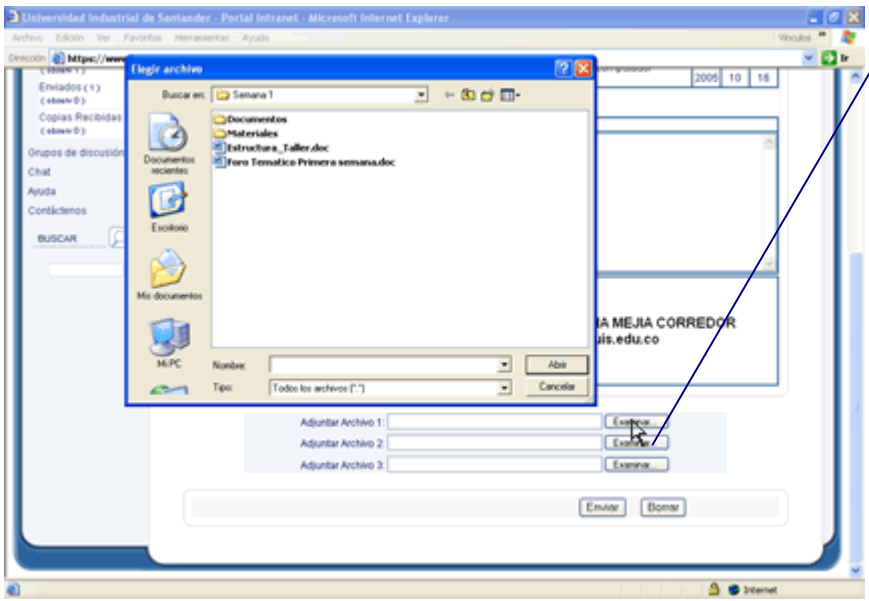 Universidad Industrial de Santander - Portal Intranet - Microsoft Internet Explorer
Archivo Edición Ver Favoritos Herramientas Ayuda
Vínculos
Dirección https://www
Ir
Elegir archivo
Buscar en: Semana 1
Documentos
Materiales
Estructura_Taller.doc
Foro Tematico Primera semana.doc
Documentos recientes
Escritorio
Mis documentos
Mi PC
Nombre:
Abrir
Tipo: Todos los archivos (*.*)
Cancelar
Enviados (1)
Copias Recibidas
Grupos de discusión
Chat
Ayuda
Contáctenos
BUSCAR
2005 10 16
IA MEJIA CORREDOR
uis.edu.co
Adjuntar Archivo 1: Examinar...
Adjuntar Archivo 2: Examinar...
Adjuntar Archivo 3: Examinar...
Enviar Borrar
Internet